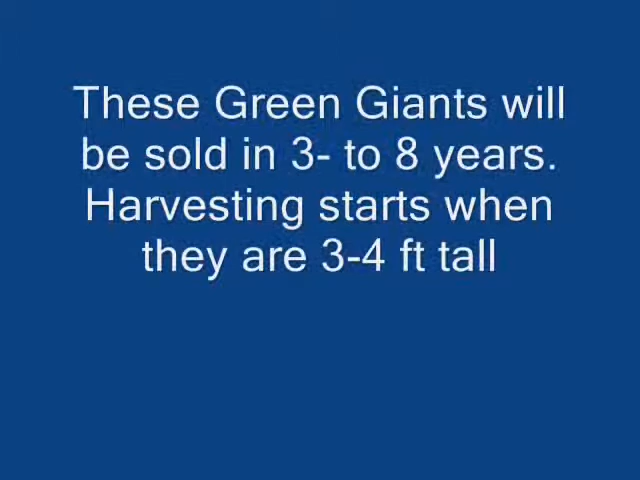 These Green Giants will
be sold in 3- to 8 years.
Harvesting starts when
they are 3-4 ft tall